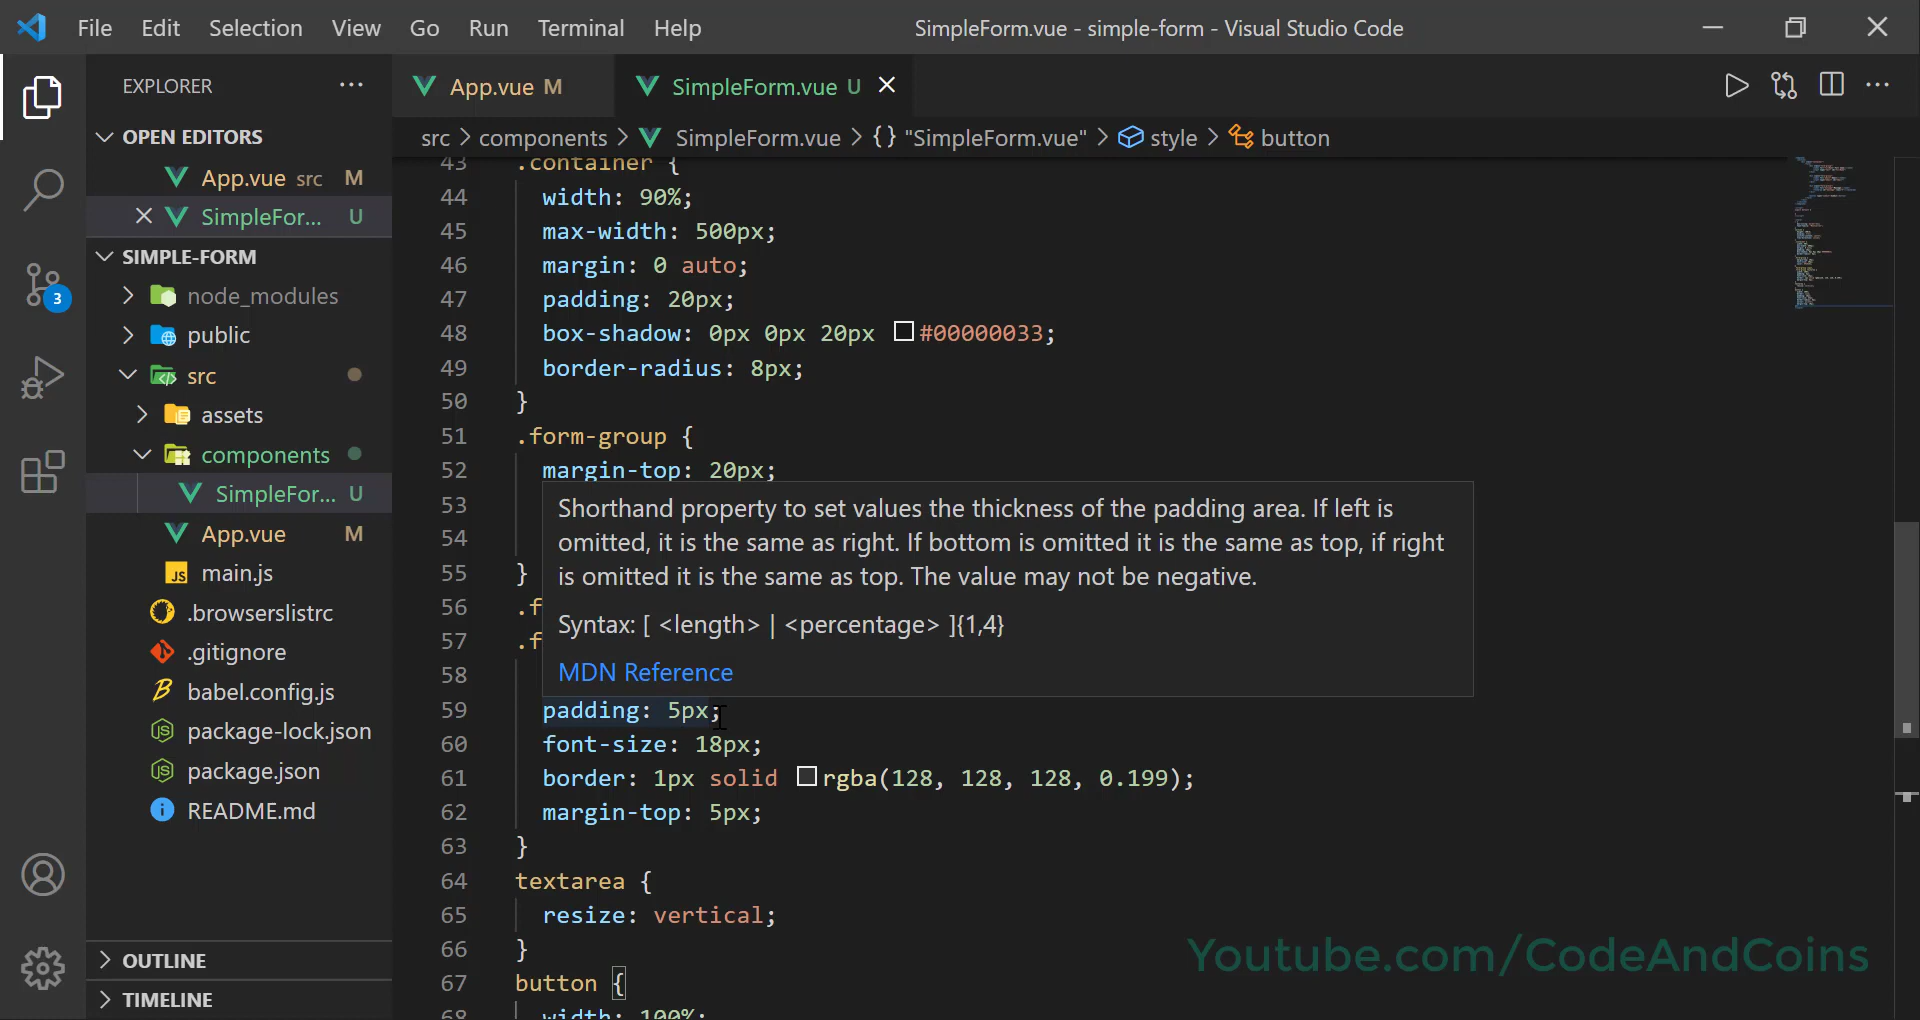 File Edit Selection View Go Run Terminal Help SimpleForm.vue - simple-form - Visual Studio Code
EXPLORER
App.vue M
SimpleForm.vue U
OPEN EDITORS
src > components > SimpleForm.vue > {} "SimpleForm.vue" > style > button
App.vue src M
SimpleFor... U
SIMPLE-FORM
node_modules
public
src
assets
components
SimpleFor... U
App.vue M
main.js
.browserslistrc
.gitignore
babel.config.js
package-lock.json
package.json
README.md
OUTLINE
TIMELINE
3
43 .container {
44 width: 90%;
45 max-width: 500px;
46 margin: 0 auto;
47 padding: 20px;
48 box-shadow: 0px 0px 20px #00000033;
49 border-radius: 8px;
50 }
51 .form-group {
52 margin-top: 20px;
53
54
55 }
56 .f
57 .f
58
Shorthand property to set values the thickness of the padding area. If left is
omitted, it is the same as right. If bottom is omitted it is the same as top, if right
is omitted it is the same as top. The value may not be negative.
Syntax: [ <length> | <percentage> ]{1,4}
MDN Reference
59 padding: 5px;
60 font-size: 18px;
61 border: 1px solid rgba(128, 128, 128, 0.199);
62 margin-top: 5px;
63 }
64 textarea {
65 resize: vertical;
66 }
67 button {
68 width: 100%;
Youtube.com/CodeAndCoins